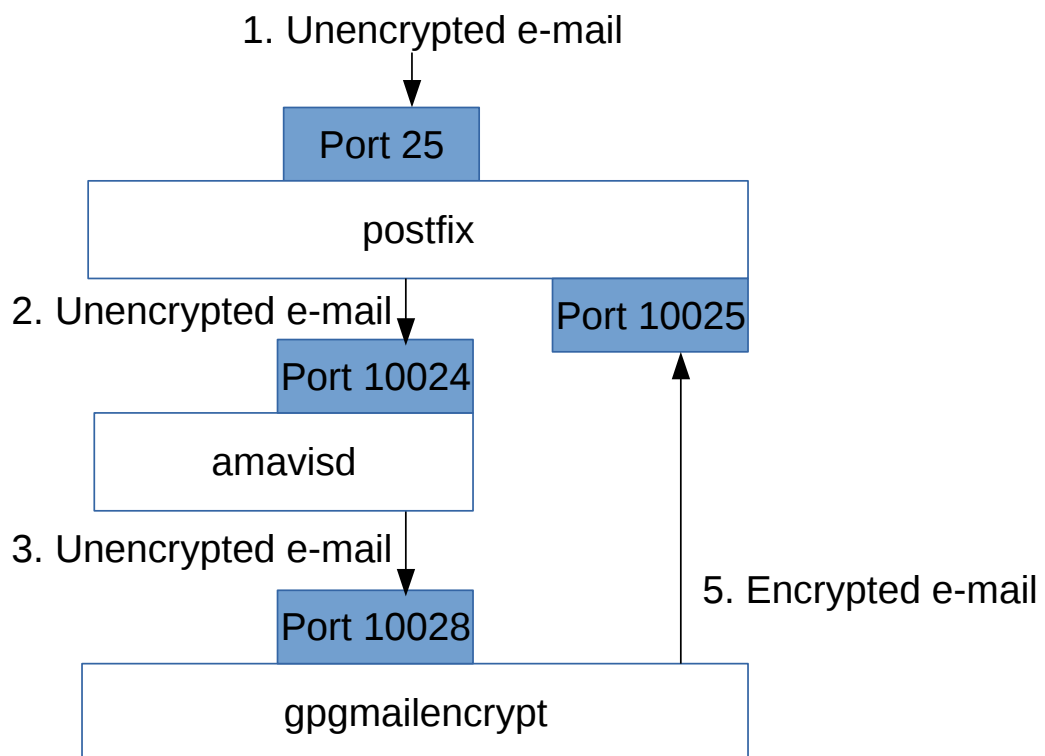 1. Unencrypted e-mail
Port 25
postfix
2. Unencrypted e-mail
Port 10025
Port 10024
amavisd
3. Unencrypted e-mail
5. Encrypted e-mail
Port 10028
gpgmailencrypt